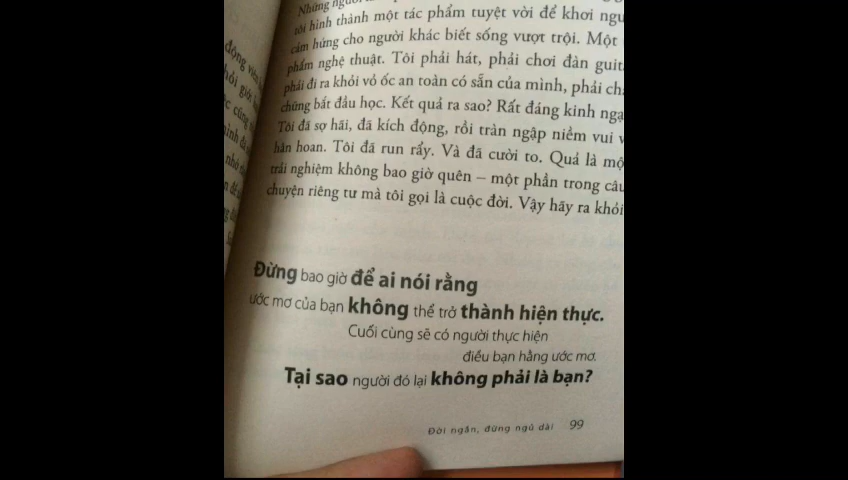 Những
tôi hình thành một tác phẩm tuyệt vời để khơi ngu
cảm hứng cho người khác biết sống vượt trội. Một
phẩm nghệ thuật. Tôi phải hát, phải chơi đàn guit
phải đi ra khỏi vỏ ốc an toàn có sẵn của mình, phải ch
chững bắt đầu học. Kết quả ra sao? Rất đáng kinh ngạ
Tôi đã sợ hãi, đã kích động, rồi tràn ngập niềm vui v
hân hoan. Tôi đã run rẩy. Và đã cười to. Quả là mộ
trải nghiệm không bao giờ quên – một phần trong câu
chuyện riêng tư mà tôi gọi là cuộc đời. Vậy hãy ra khỏi
Đừng bao giờ để ai nói rằng
ước mơ của bạn không thể trở thành hiện thực.
Cuối cùng sẽ có người thực hiện
điều bạn hằng ước mơ.
Tại sao người đó lại không phải là bạn?
Đời ngắn, đừng ngủ dài 99